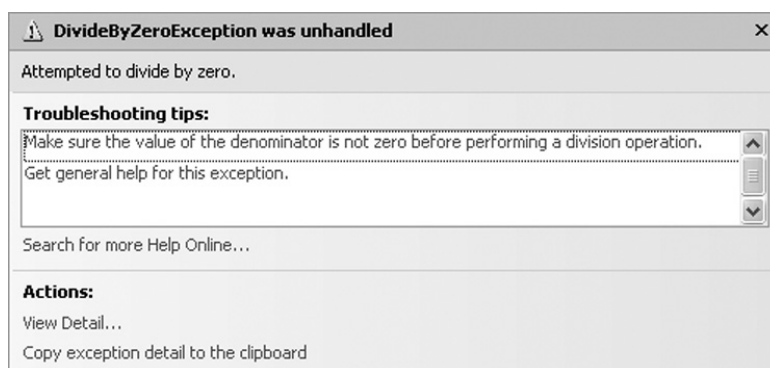 DivideByZeroException was unhandled
Attempted to divide by zero.
Troubleshooting tips:
Make sure the value of the denominator is not zero before performing a division operation.
Get general help for this exception.
Search for more Help Online...
Actions:
View Detail...
Copy exception detail to the clipboard